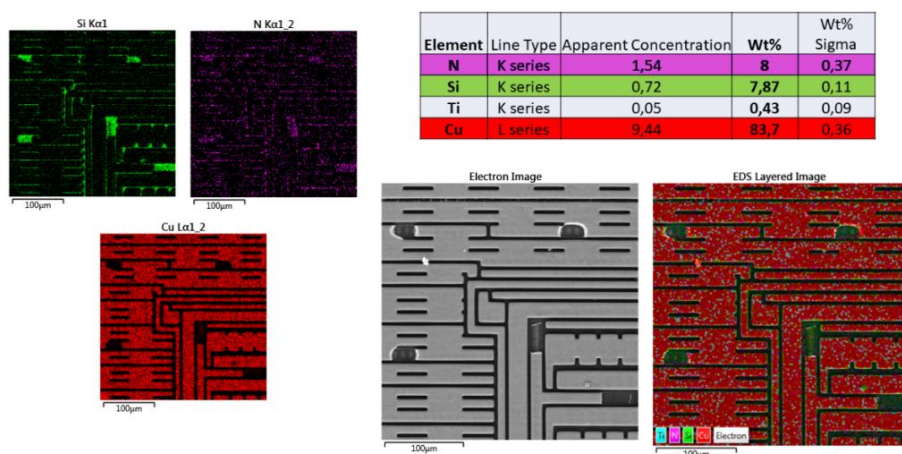 Si Kα1
N Kα1_2
100μm
100μm
Cu Lα1_2
100μm
Element Line Type Apparent Concentration Wt% Wt% Sigma
N K series 1,54 8 0,37
Si K series 0,72 7,87 0,11
Ti K series 0,05 0,43 0,09
Cu L series 9,44 83,7 0,36
Electron Image
EDS Layered Image
100μm
Ti N Si Cu Electron
100μm